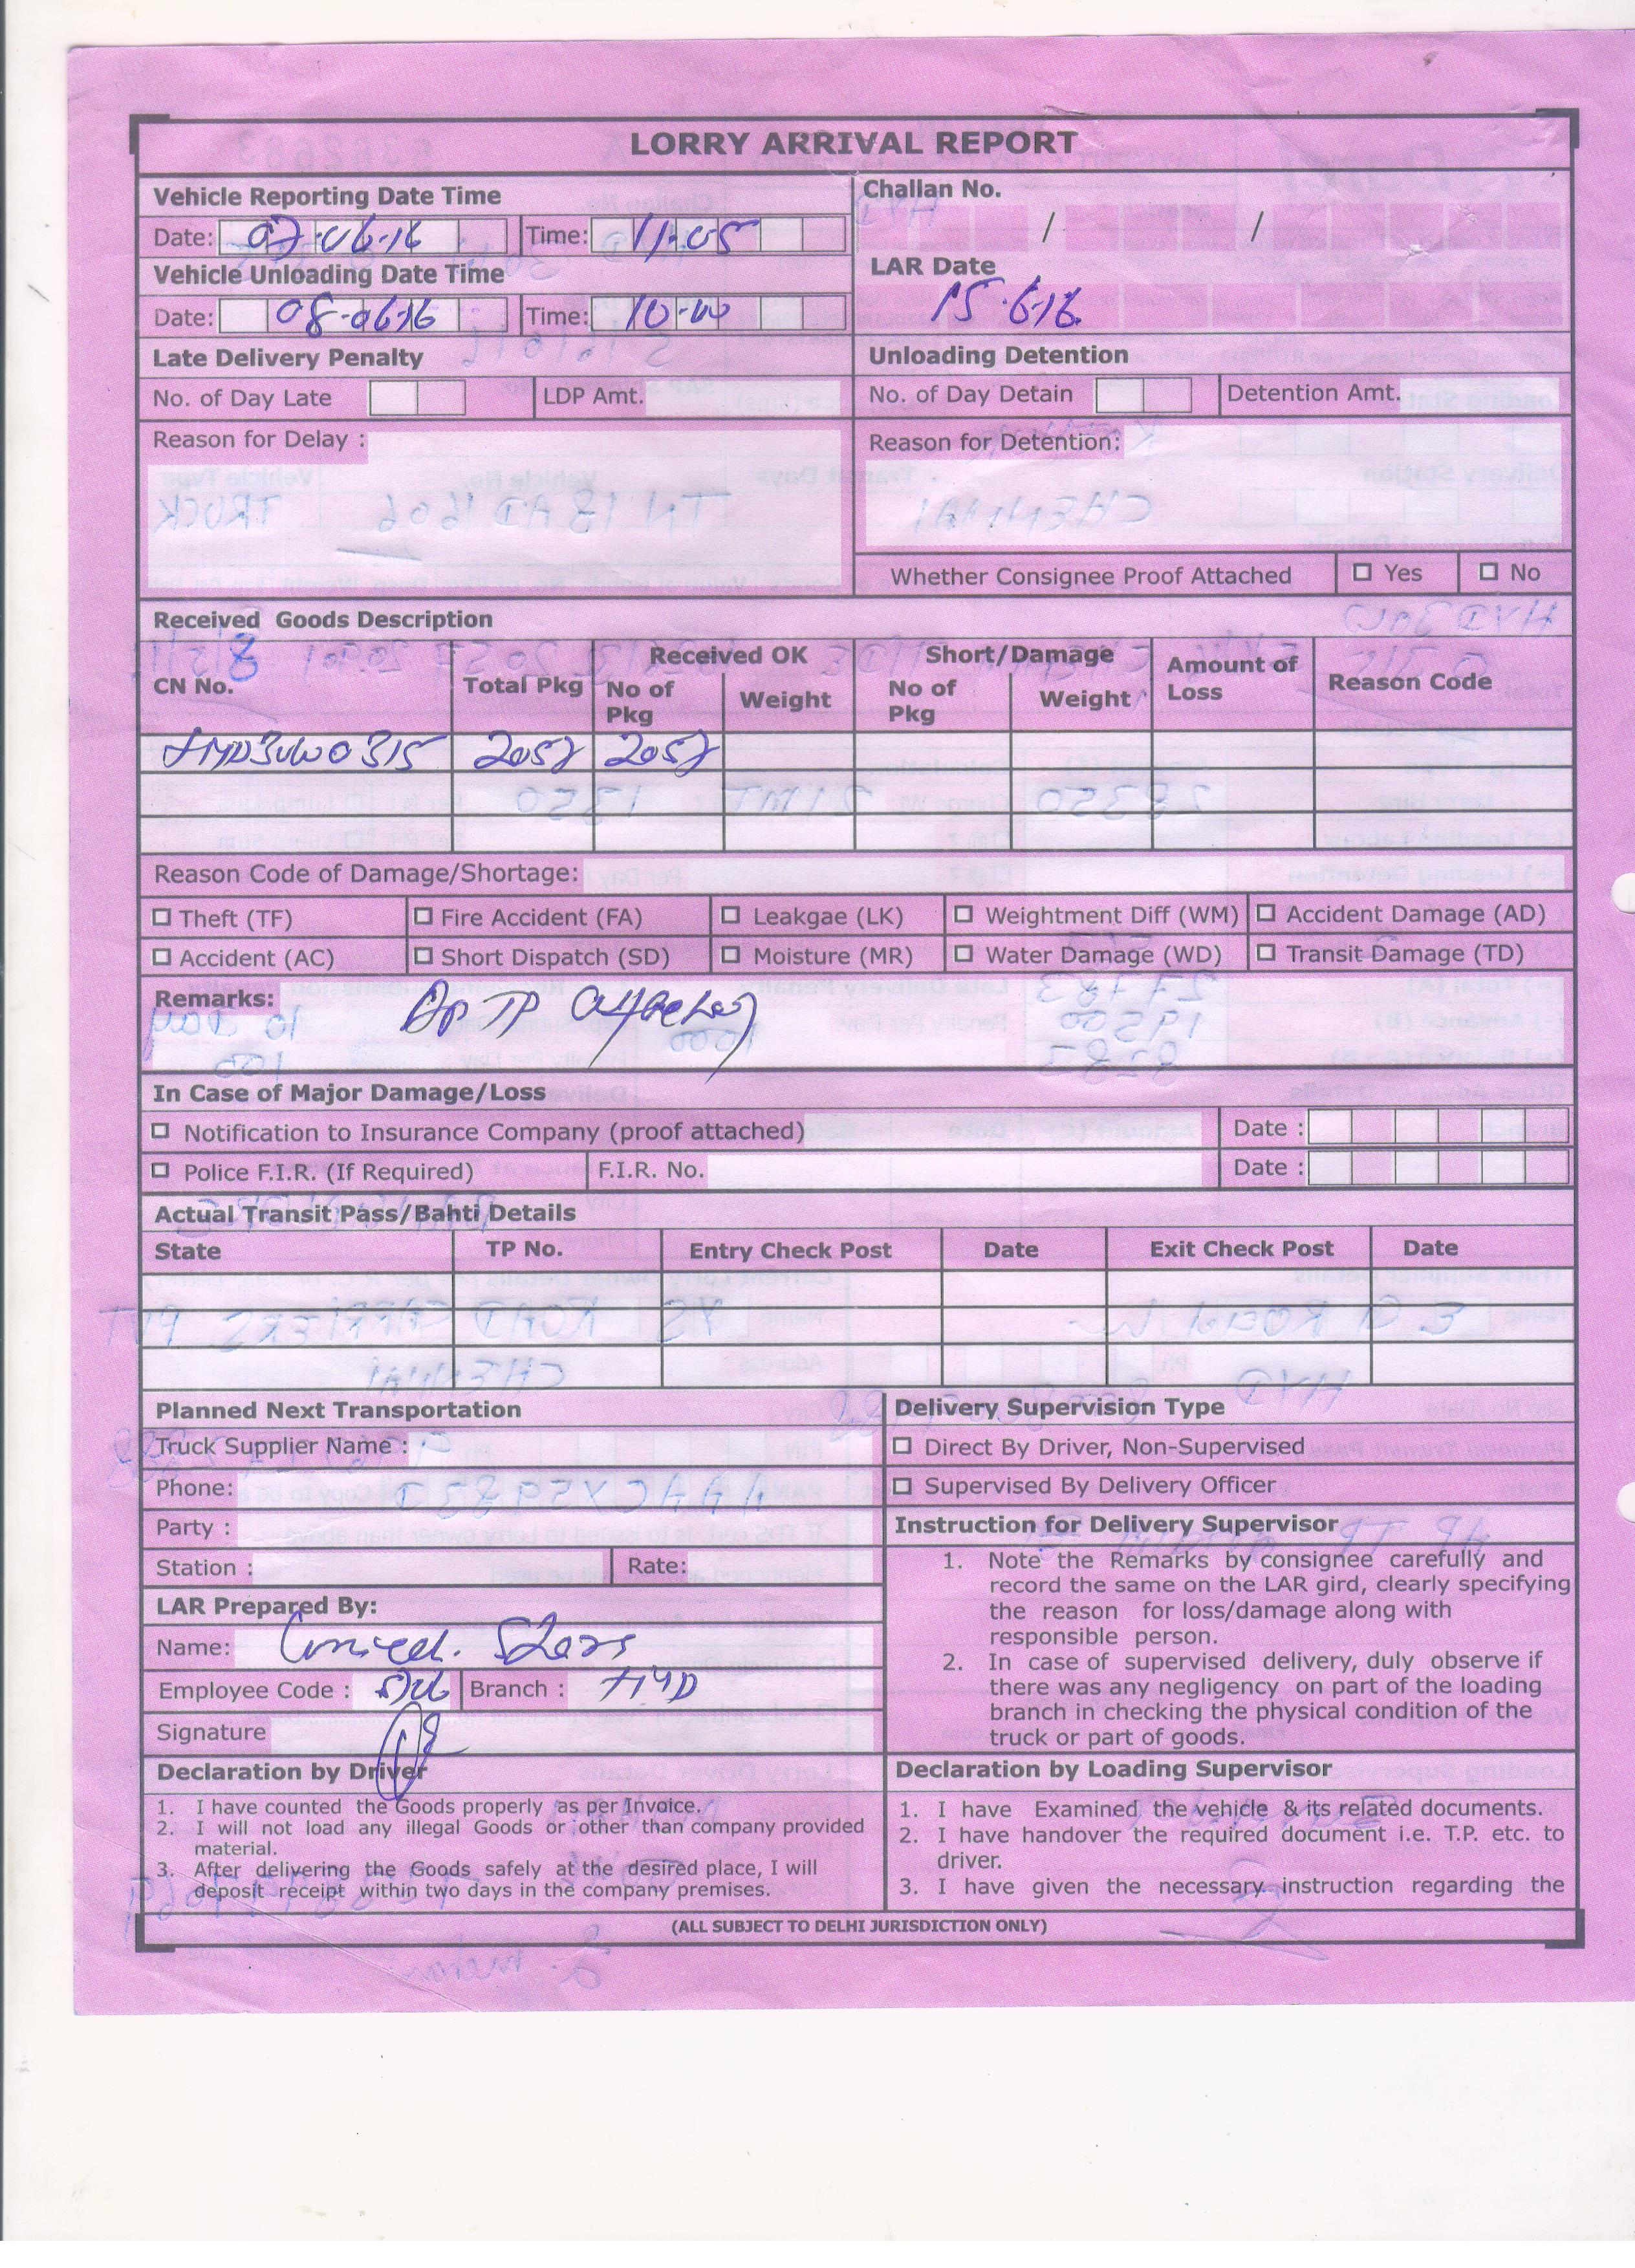 LORRY ARRIVAL REPORT
Vehicle Reporting Date Time
Date: 07-06-16 Time: 11-05
Challan No.
/ /
Vehicle Unloading Date Time
Date: 08-06-16 Time: 10-00
LAR Date
15-6-16
Late Delivery Penalty
No. of Day Late LDP Amt.
Unloading Detention
No. of Day Detain Detention Amt.
Reason for Delay :
Reason for Detention:
Whether Consignee Proof Attached Yes No
Received Goods Description
CN No. Total Pkg Received OK Short/Damage Amount of Loss Reason Code
No of Pkg Weight No of Pkg Weight
2057 2057
Reason Code of Damage/Shortage:
Theft (TF) Fire Accident (FA) Leakgae (LK) Weightment Diff (WM) Accident Damage (AD)
Accident (AC) Short Dispatch (SD) Moisture (MR) Water Damage (WD) Transit Damage (TD)
Remarks: TP
In Case of Major Damage/Loss
Notification to Insurance Company (proof attached) Date :
Police F.I.R. (If Required) F.I.R. No. Date :
Actual Transit Pass/Bahti Details
State TP No. Entry Check Post Date Exit Check Post Date
Planned Next Transportation
Truck Supplier Name :
Phone:
Party :
Station : Rate:
LAR Prepared By:
Name:
Employee Code : Branch : HYD
Signature
Delivery Supervision Type
Direct By Driver, Non-Supervised
Supervised By Delivery Officer
Instruction for Delivery Supervisor
1. Note the Remarks by consignee carefully and
record the same on the LAR gird, clearly specifying
the reason for loss/damage along with
responsible person.
2. In case of supervised delivery, duly observe if
there was any negligency on part of the loading
branch in checking the physical condition of the
truck or part of goods.
Declaration by Driver
1. I have counted the Goods properly as per Invoice.
2. I will not load any illegal Goods or other than company provided
material.
3. After delivering the Goods safely at the desired place, I will
deposit receipt within two days in the company premises.
Declaration by Loading Supervisor
1. I have Examined the vehicle & its related documents.
2. I have handover the required document i.e. T.P. etc. to
driver.
3. I have given the necessary instruction regarding the
(ALL SUBJECT TO DELHI JURISDICTION ONLY)